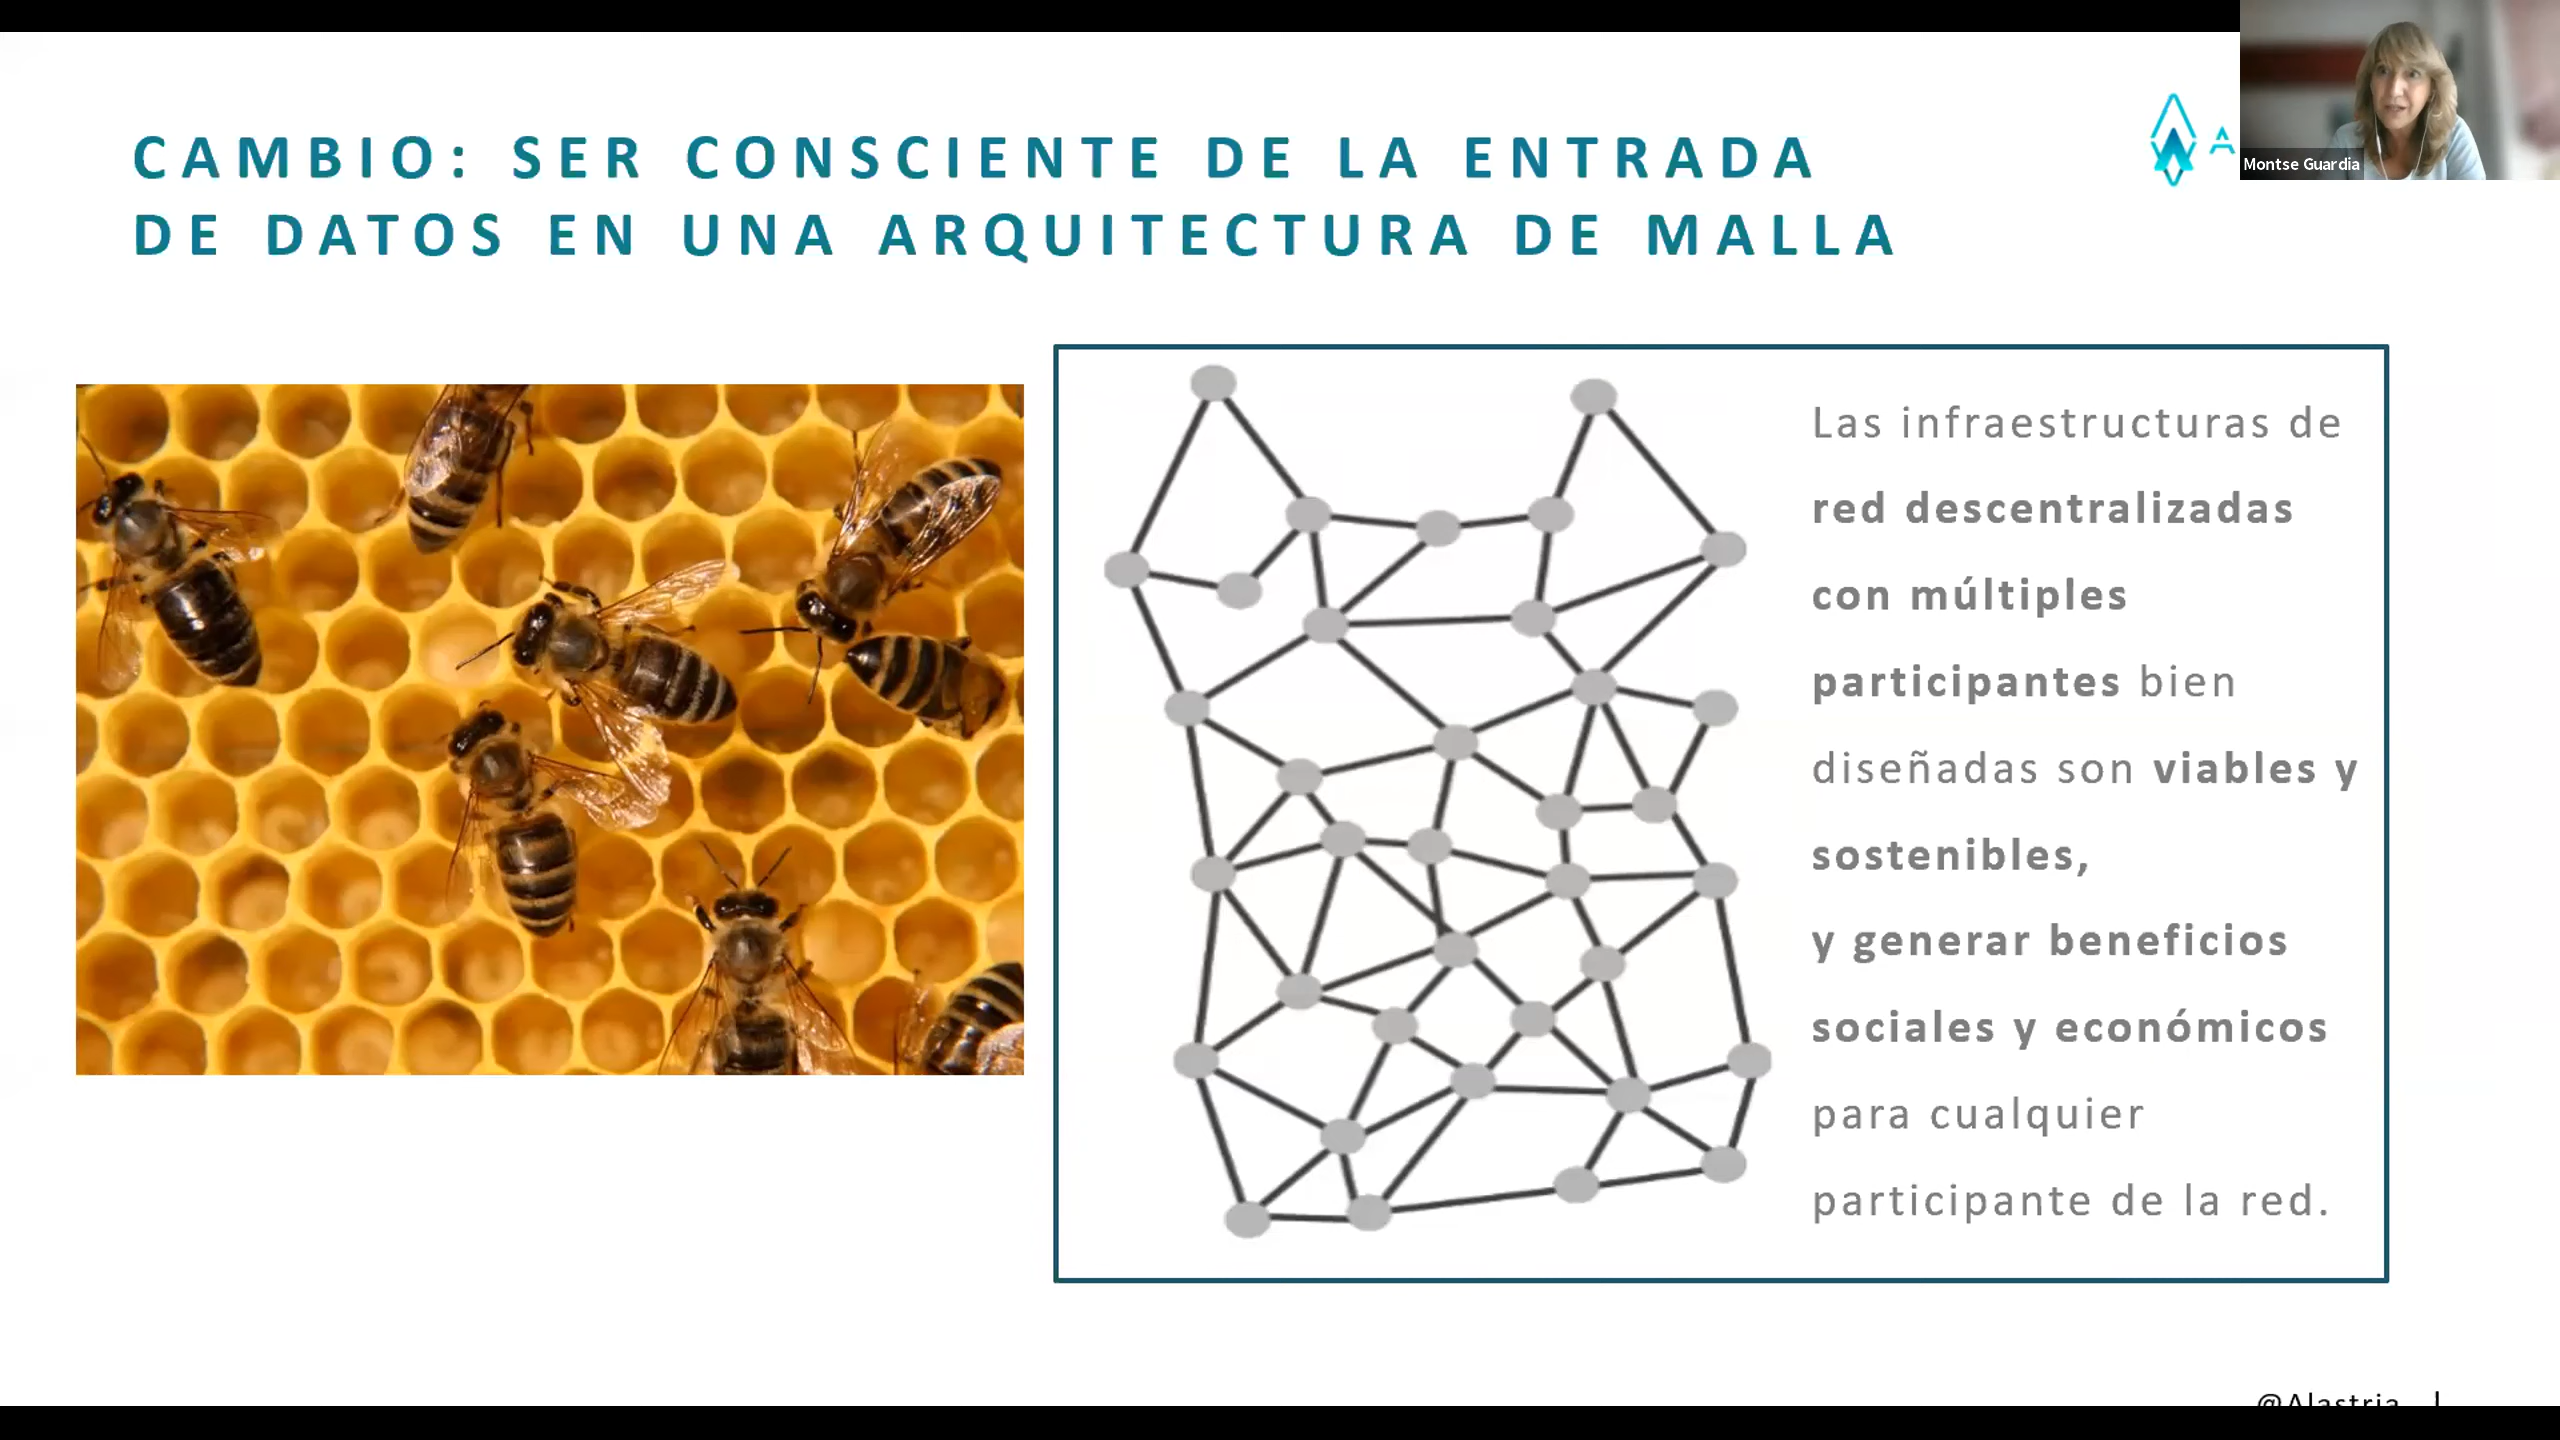 CAMBIO: SER CONSCIENTE DE LA ENTRADA
DE DATOS EN UNA ARQUITECTURA DE MALLA
A
Montse Guardia
Las infraestructuras de
red descentralizadas
con múltiples
participantes bien
diseñadas son viables y
sostenibles,
y generar beneficios
sociales y económicos
para cualquier
participante de la red.
@Alastria |